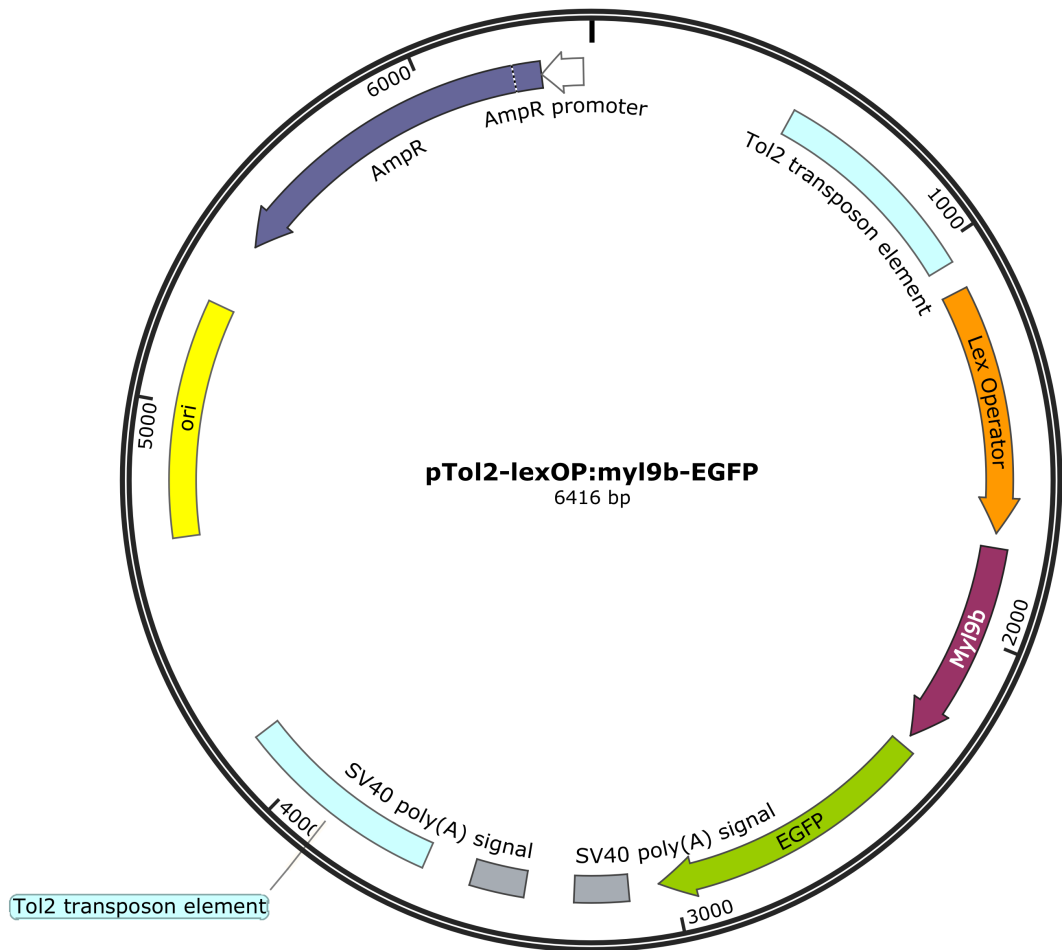 6000
AmpR promoter
AmpR
Tol2 transposon element
1000
Lex Operator
ori
5000
pTol2-lexOP:myl9b-EGFP
6416 bp
2000
Myl9b
SV40 poly(A) signal
SV40 poly(A) signal
EGFP
4000
Tol2 transposon element
3000